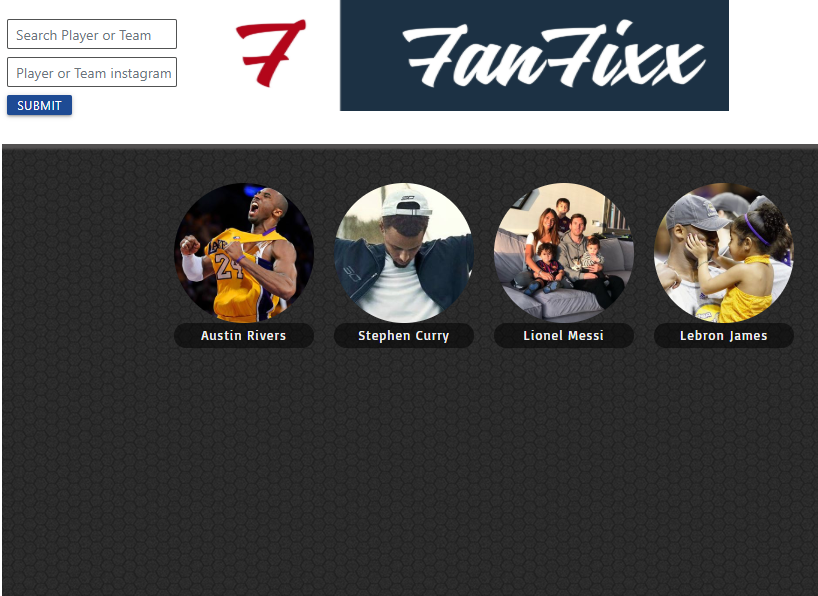 Search Player or Team
Player or Team instagram
SUBMIT
F
FanFixx
24
Austin Rivers
Stephen Curry
Lionel Messi
Lebron James